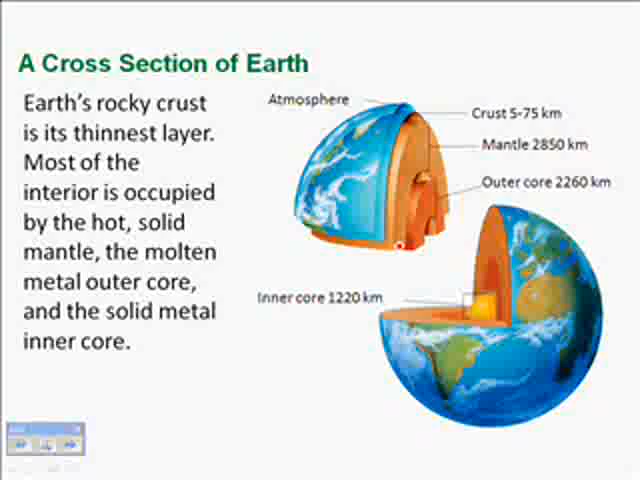 A Cross Section of Earth
Earth's rocky crust
is its thinnest layer.
Most of the
interior is occupied
by the hot, solid
mantle, the molten
metal outer core,
and the solid metal
inner core.
Atmosphere
Crust 5-75 km
Mantle 2850 km
Outer core 2260 km
Inner core 1220 km